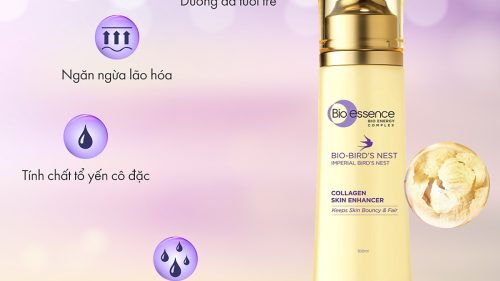 Dưỡng da tươi trẻ
Ngăn ngừa lão hóa
Tính chất tổ yến cô đặc
Bio essence
BIO ENERGY
COMPLEX
BIO-BIRD'S NEST
IMPERIAL BIRD'S NEST
COLLAGEN
SKIN ENHANCER
Keeps Skin Bouncy & Fair
100ml